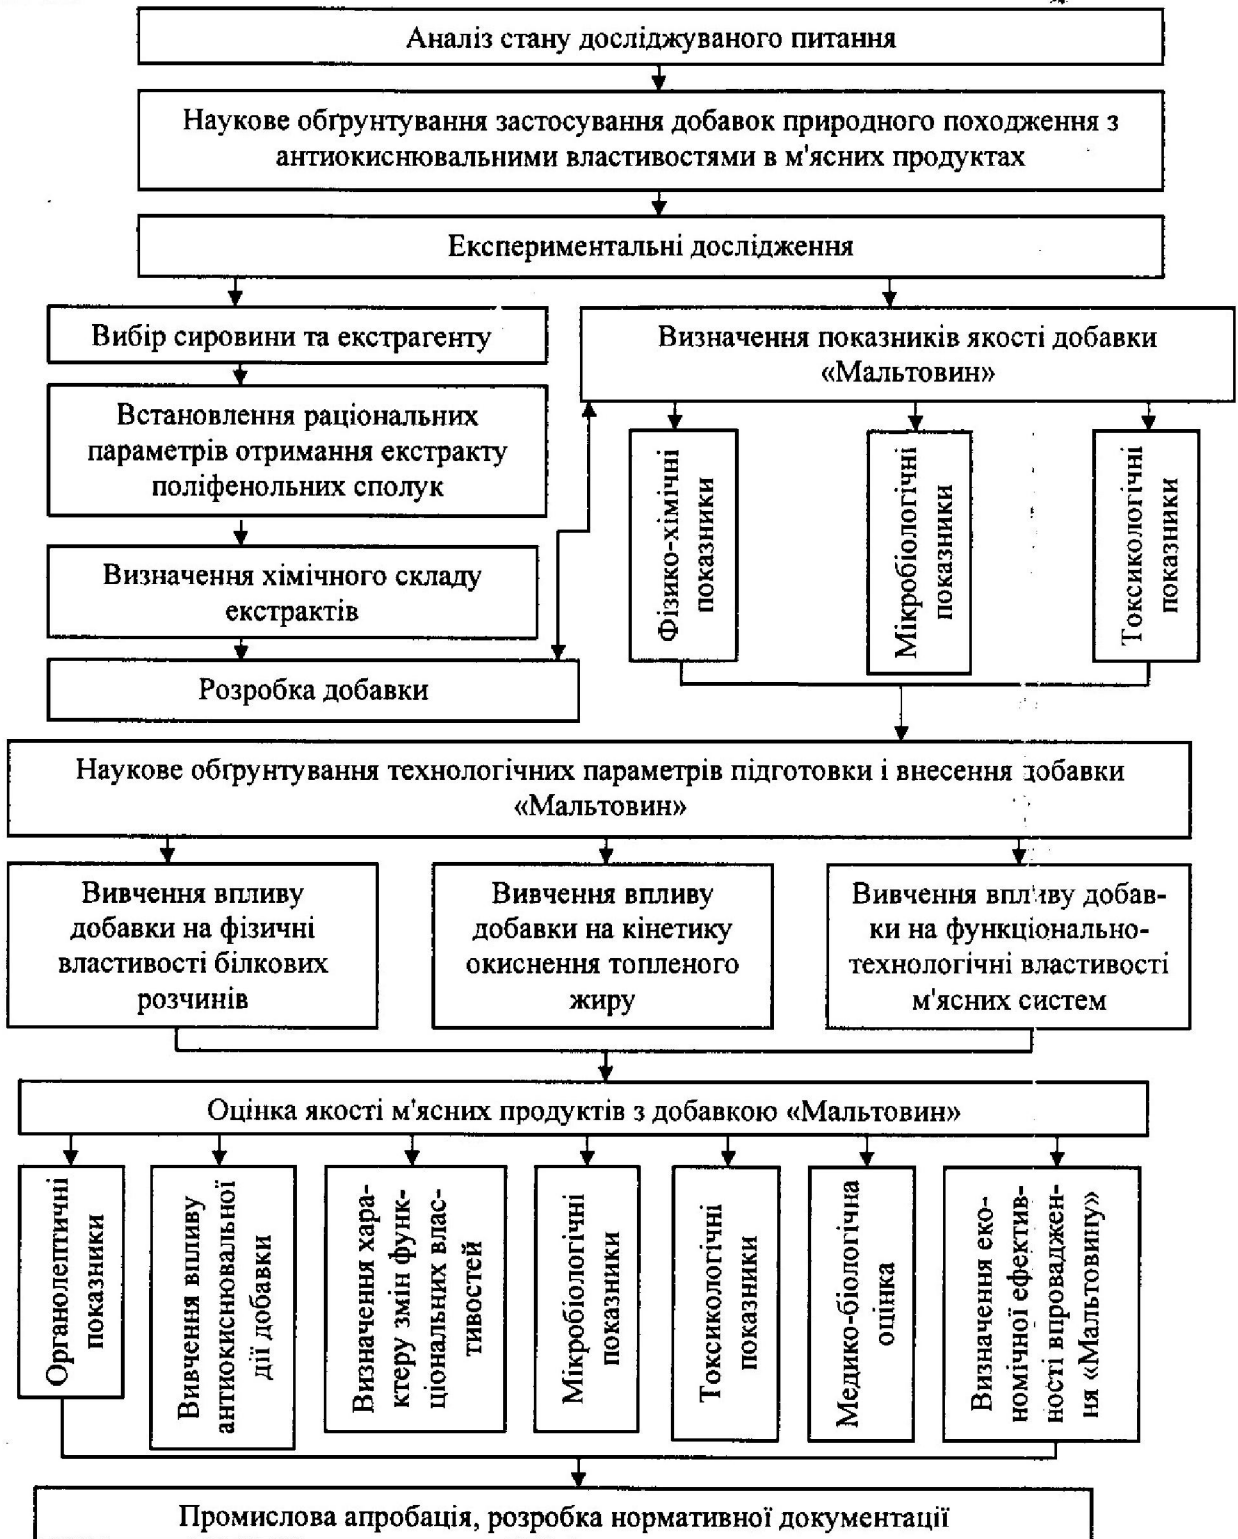 Аналіз стану досліджуваного питання
Наукове обґрунтування застосування добавок природного походження з
антиокиснювальними властивостями в м'ясних продуктах
Експериментальні дослідження
Вибір сировини та екстрагенту
Встановлення раціональних
параметрів отримання екстракту
поліфенольних сполук
Визначення хімічного складу
екстрактів
Розробка добавки
Визначення показників якості добавки
«Мальтовин»
Фізико-хімічні
показники
Мікробіологічні
показники
Токсикологічні
показники
Наукове обґрунтування технологічних параметрів підготовки і внесення добавки
«Мальтовин»
Вивчення впливу
добавки на фізичні
властивості білкових
розчинів
Вивчення впливу
добавки на кінетику
окиснення топленого
жиру
Вивчення впливу добав-
ки на функціонально-
технологічні властивості
м'ясних систем
Оцінка якості м'ясних продуктів з добавкою «Мальтовин»
Органолептичні
показники
Вивчення впливу
антиокиснювальної
дії добавки
Визначення хара-
ктеру змін функ-
ціональних влас-
тивостей
Мікробіологічні
показники
Токсикологічні
показники
Медико-біологічна
оцінка
Визначення еко-
номічної ефектив-
ності впроваджен-
ня «Мальтовину»
Промислова апробація, розробка нормативної документації